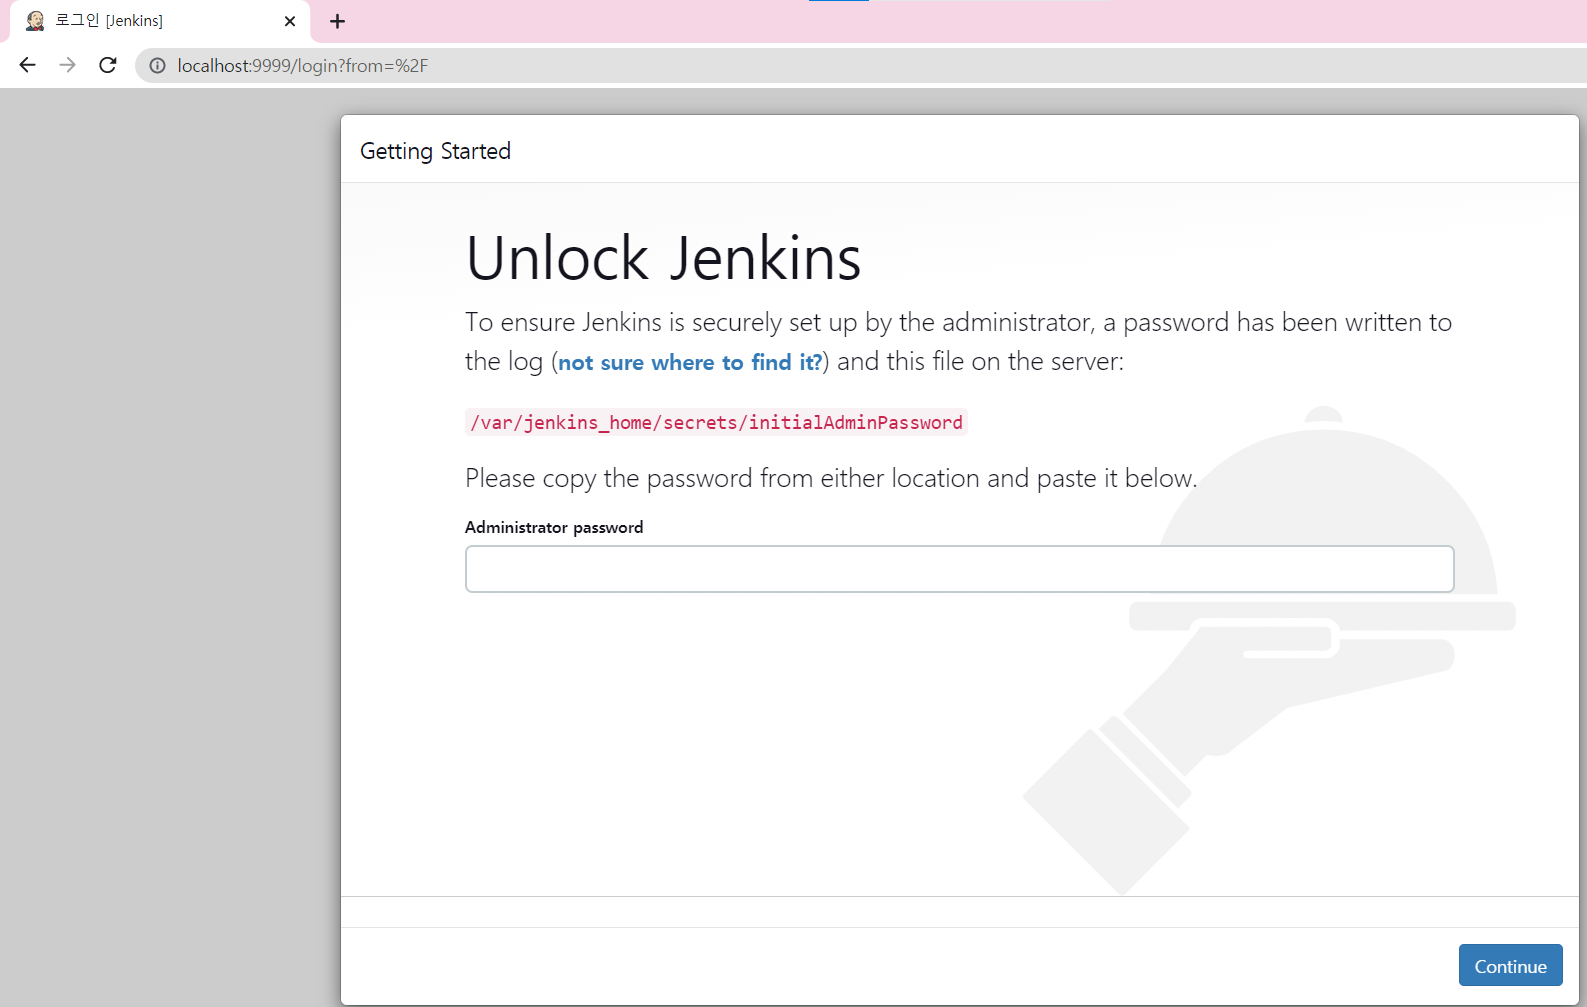 로그인 [Jenkins]
localhost:9999/login?from=%2F
Getting Started
Unlock Jenkins
To ensure Jenkins is securely set up by the administrator, a password has been written to
the log (not sure where to find it?) and this file on the server:
/var/jenkins_home/secrets/initialAdminPassword
Please copy the password from either location and paste it below.
Administrator password
Continue